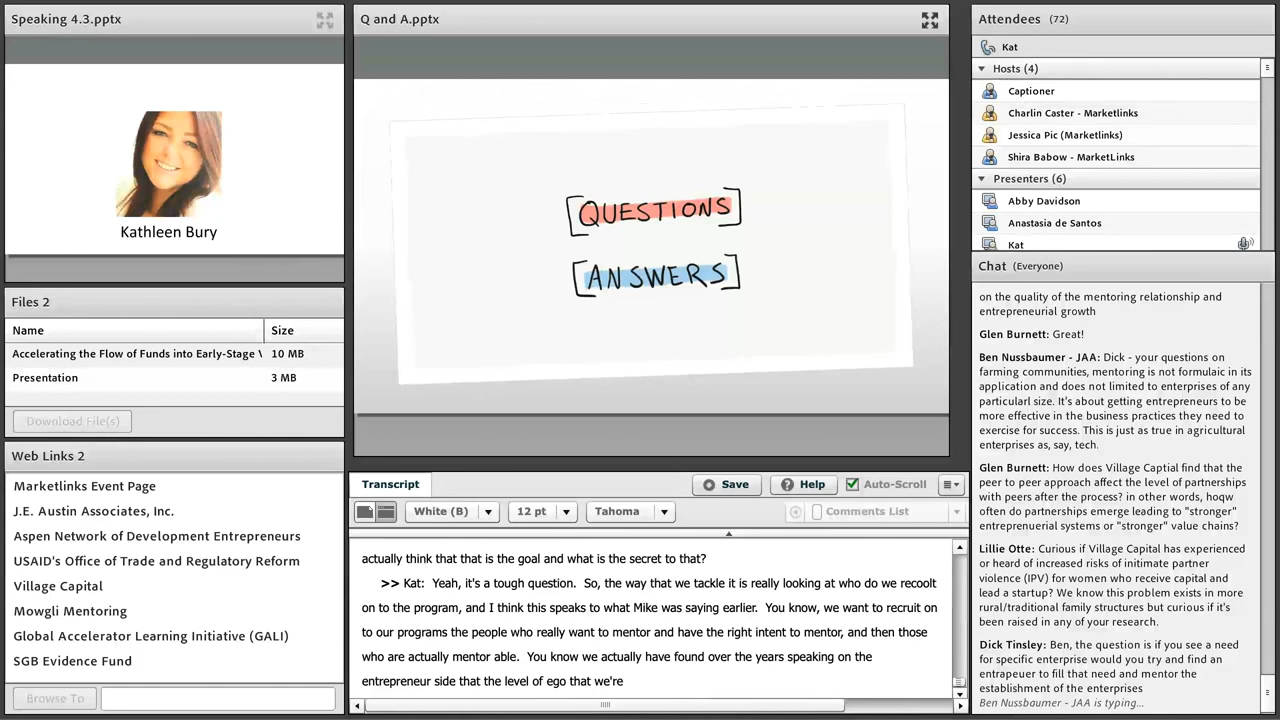 Speaking 4.3.pptx
Kathleen Bury
Files 2
Name Size
Accelerating the Flow of Funds into Early-Stage 10 MB
Presentation 3 MB
Download File(s)
Web Links 2
Marketlinks Event Page
J.E. Austin Associates, Inc.
Aspen Network of Development Entrepreneurs
USAID's Office of Trade and Regulatory Reform
Village Capital
Mowgli Mentoring
Global Accelerator Learning Initiative (GALI)
SGB Evidence Fund
Browse To
Q and A.pptx
[QUESTIONS]
[ANSWERS]
Transcript
Save
Help
Auto-Scroll
White (B)
12 pt
Tahoma
Comments List
actually think that that is the goal and what is the secret to that?
>> Kat: Yeah, it's a tough question. So, the way that we tackle it is really looking at who do we recoolt
on to the program, and I think this speaks to what Mike was saying earlier. You know, we want to recruit on
to our programs the people who really want to mentor and have the right intent to mentor, and then those
who are actually mentor able. You know we actually have found over the years speaking on the
entrepreneur side that the level of ego that we're
Attendees (72)
Kat
Hosts (4)
Captioner
Charlin Caster - Marketlinks
Jessica Pic (Marketlinks)
Shira Babow - MarketLinks
Presenters (6)
Abby Davidson
Anastasia de Santos
Kat
Chat (Everyone)
on the quality of the mentoring relationship and
entrepreneurial growth
Glen Burnett: Great!
Ben Nussbaumer - JAA: Dick - your questions on
farming communities, mentoring is not formulaic in its
application and does not limited to enterprises of any
particularl size. It's about getting entrepreneurs to be
more effective in the business practices they need to
exercise for success. This is just as true in agricultural
enterprises as, say, tech.
Glen Burnett: How does Village Captial find that the
peer to peer approach affect the level of partnerships
with peers after the process? in other words, hoqw
often do partnerships emerge leading to "stronger"
entreprenuerial systems or "stronger" value chains?
Lillie Otte: Curious if Village Capital has experienced
or heard of increased risks of initimate partner
violence (IPV) for women who receive capital and
lead a startup? We know this problem exists in more
rural/traditional family structures but curious if it's
been raised in any of your research.
Dick Tinsley: Ben, the question is if you see a need
for specific enterprise would you try and find an
entrapeuer to fill that need and mentor the
establishment of the enterprises
Ben Nussbaumer - JAA is typing...